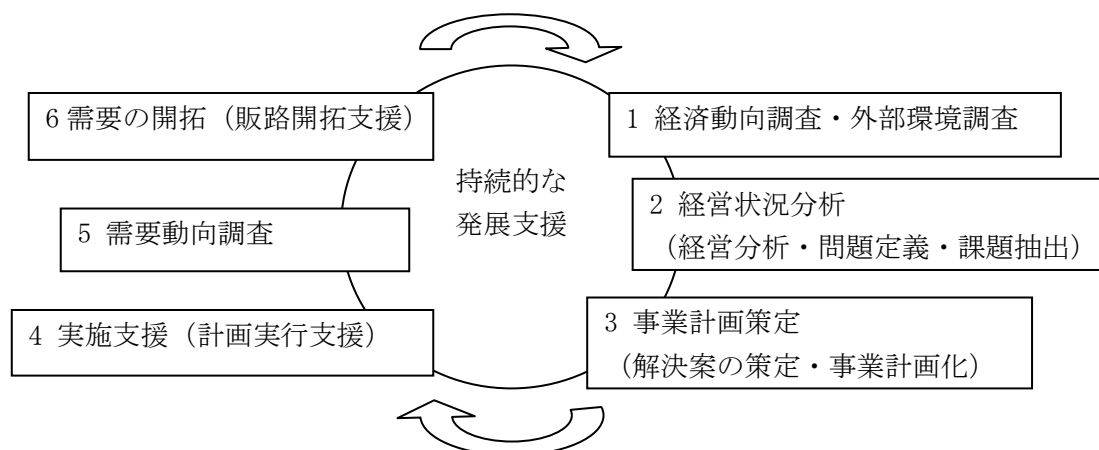 6 需要の開拓（販路開拓支援）
1 経済動向調査・外部環境調査
持続的な
発展支援
2 経営状況分析
（経営分析・問題定義・課題抽出）
5 需要動向調査
4 実施支援（計画実行支援）
3 事業計画策定
（解決案の策定・事業計画化）